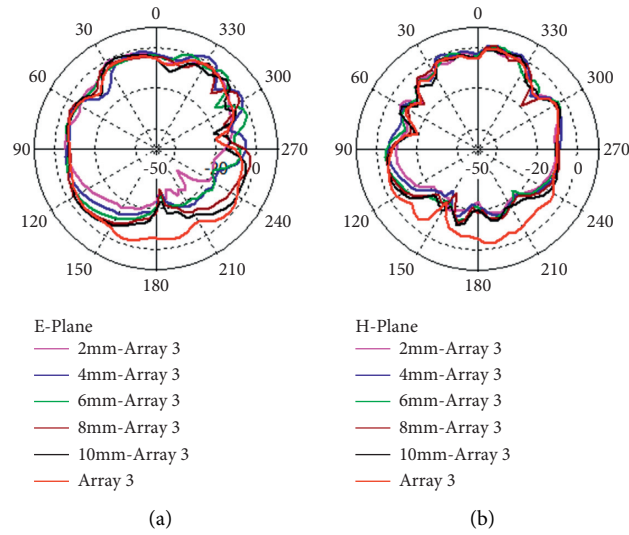 0
30
330
60
300
90
-50
-20
0
270
120
240
150
210
180
E-Plane
2mm-Array 3
4mm-Array 3
6mm-Array 3
8mm-Array 3
10mm-Array 3
Array 3
(a)
0
30
330
60
300
90
-50
-20
0
270
120
240
150
210
180
H-Plane
2mm-Array 3
4mm-Array 3
6mm-Array 3
8mm-Array 3
10mm-Array 3
Array 3
(b)